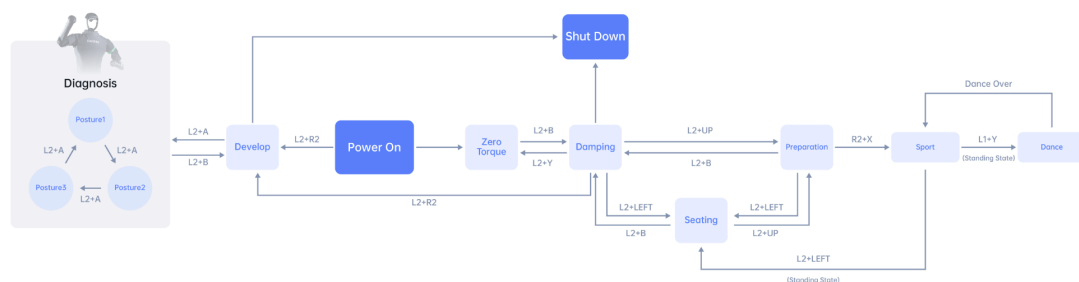 Diagnosis
Posture1
L2+A
L2+A
Posture3
Posture2
L2+A
L2+A
L2+B
Develop
L2+R2
Power On
Shut Down
Zero
Torque
L2+B
L2+Y
Damping
L2+R2
L2+UP
L2+B
Preparation
R2+X
Sport
Dance Over
L1+Y
(Standing State)
Dance
L2+LEFT
L2+B
Seating
L2+LEFT
L2+UP
L2+LEFT
(Standing State)